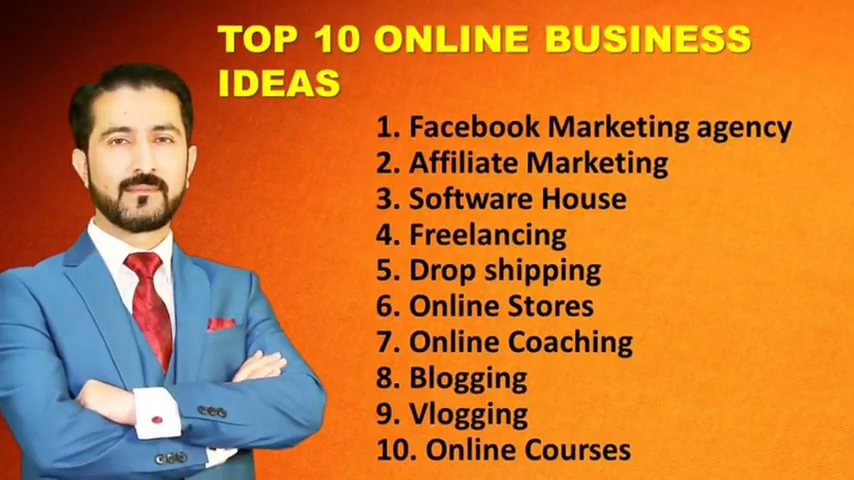 TOP 10 ONLINE BUSINESS
IDEAS
1. Facebook Marketing agency
2. Affiliate Marketing
3. Software House
4. Freelancing
5. Drop shipping
6. Online Stores
7. Online Coaching
8. Blogging
9. Vlogging
10. Online Courses